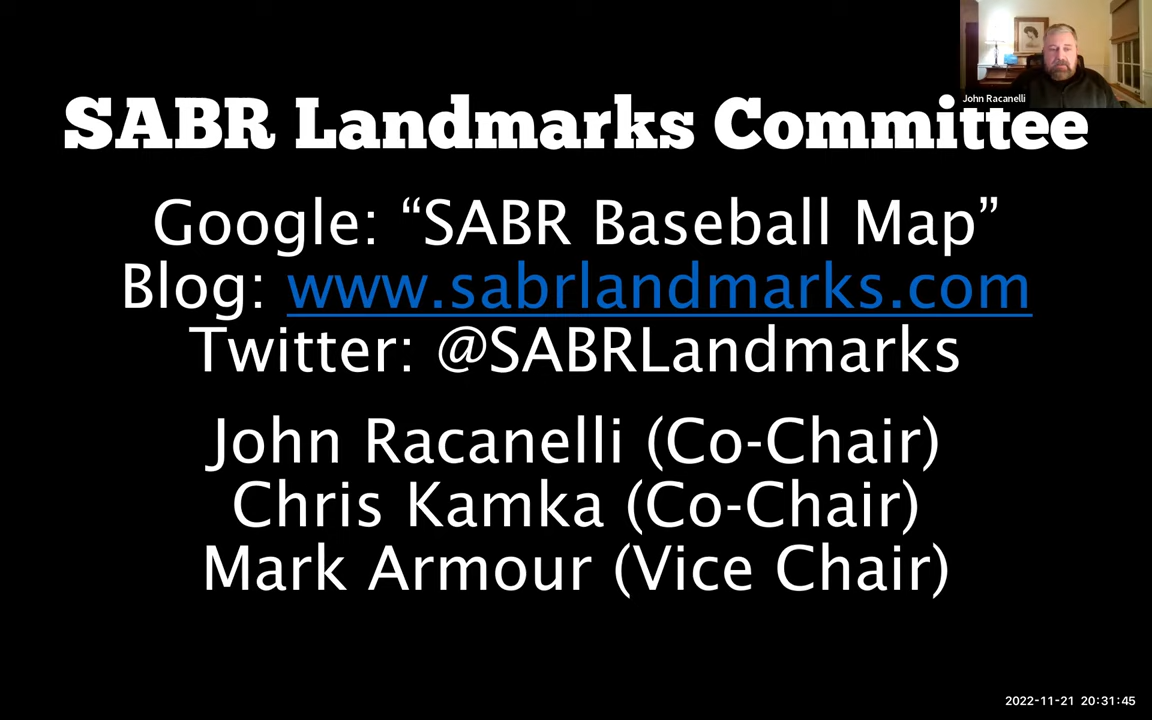 John Racanelli
SABR Landmarks Committee
Google: “SABR Baseball Map”
Blog: www.sabrlandmarks.com
Twitter: @SABRLandmarks
John Racanelli (Co-Chair)
Chris Kamka (Co-Chair)
Mark Armour (Vice Chair)
2022-11-21 20:31:45